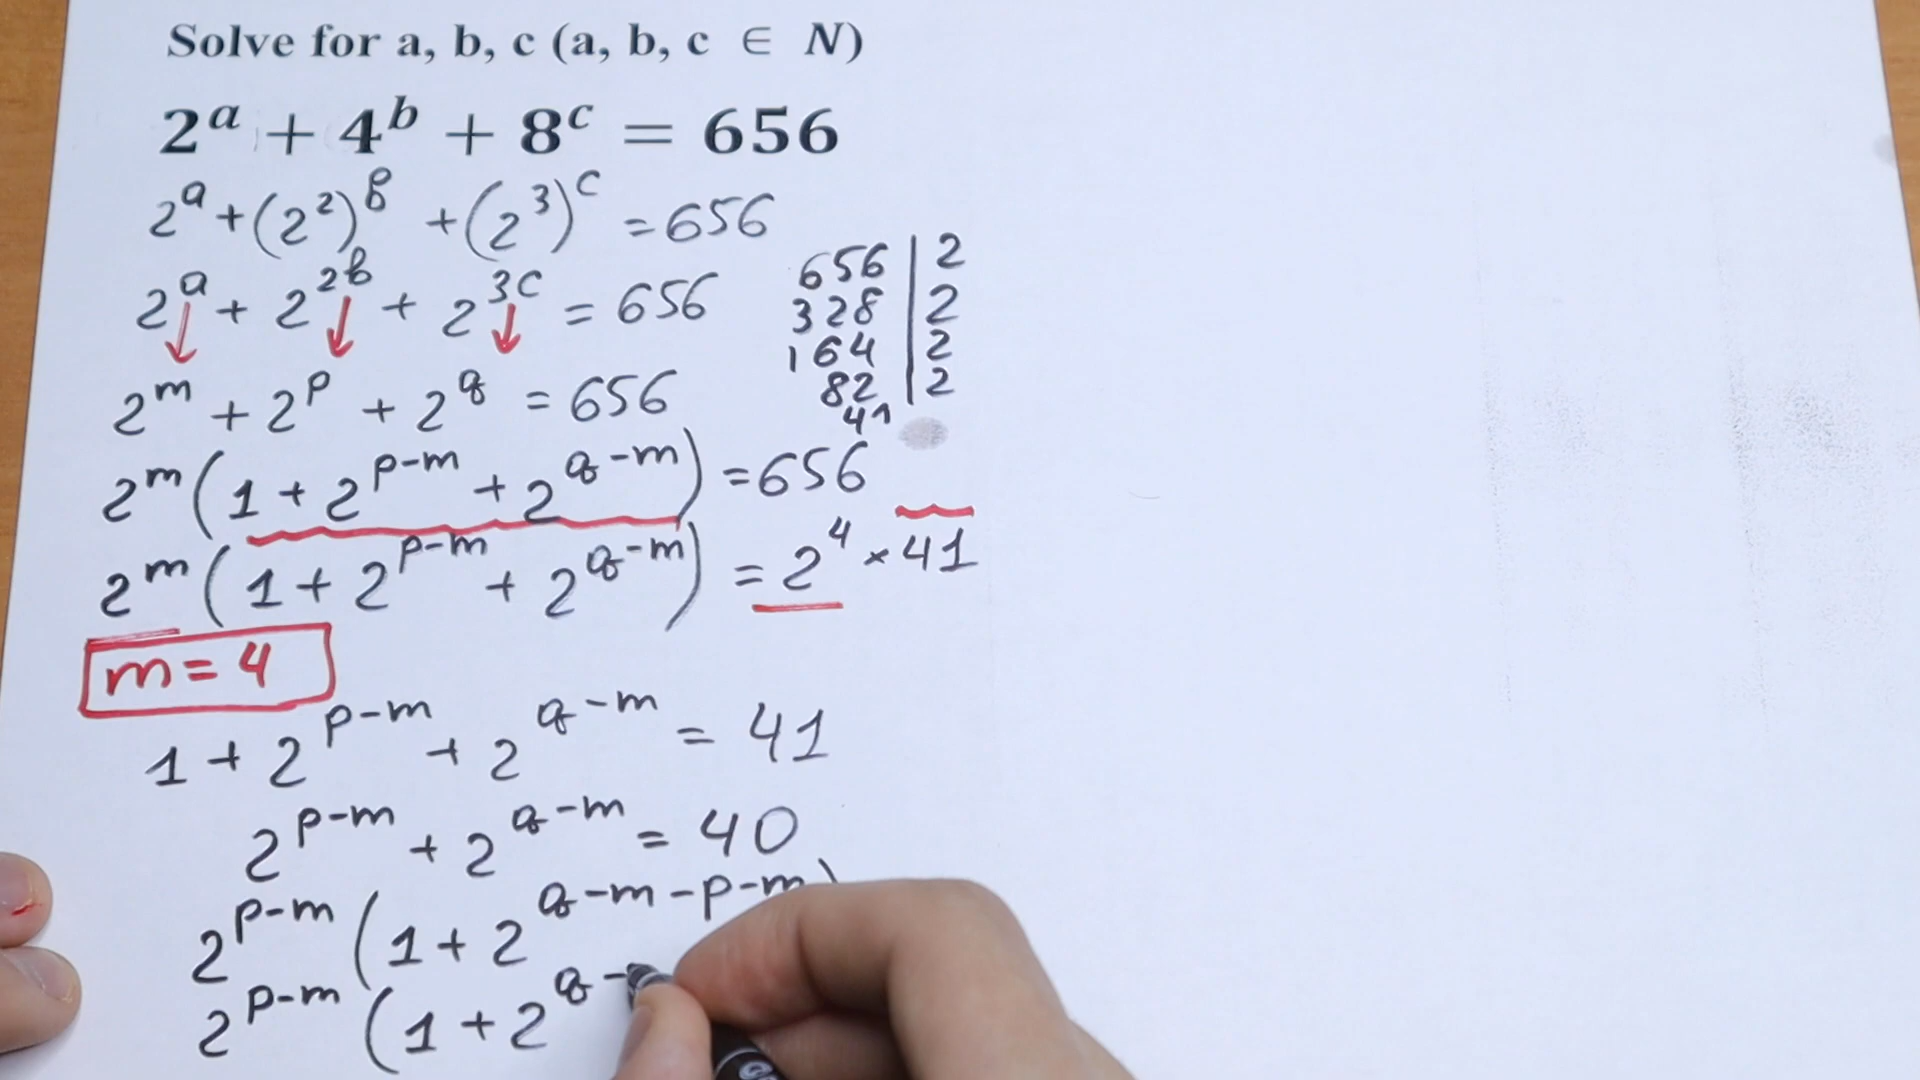 Solve for a, b, c (a, b, c ∈ N)
2^a + 4^b + 8^c = 656
2^a + (2^2)^b + (2^3)^c = 656
2^a + 2^2b + 2^3c = 656
656 | 2
328 | 2
164 | 2
82 | 2
41
2^m + 2^p + 2^q = 656
2^m (1 + 2^p-m + 2^q-m) = 656
2^m (1 + 2^p-m + 2^q-m) = 2^4 × 41
m = 4
1 + 2^p-m + 2^q-m = 41
2^p-m + 2^q-m = 40
2^p-m (1 + 2^q-m-p-m)
2^p-m (1 + 2^q-